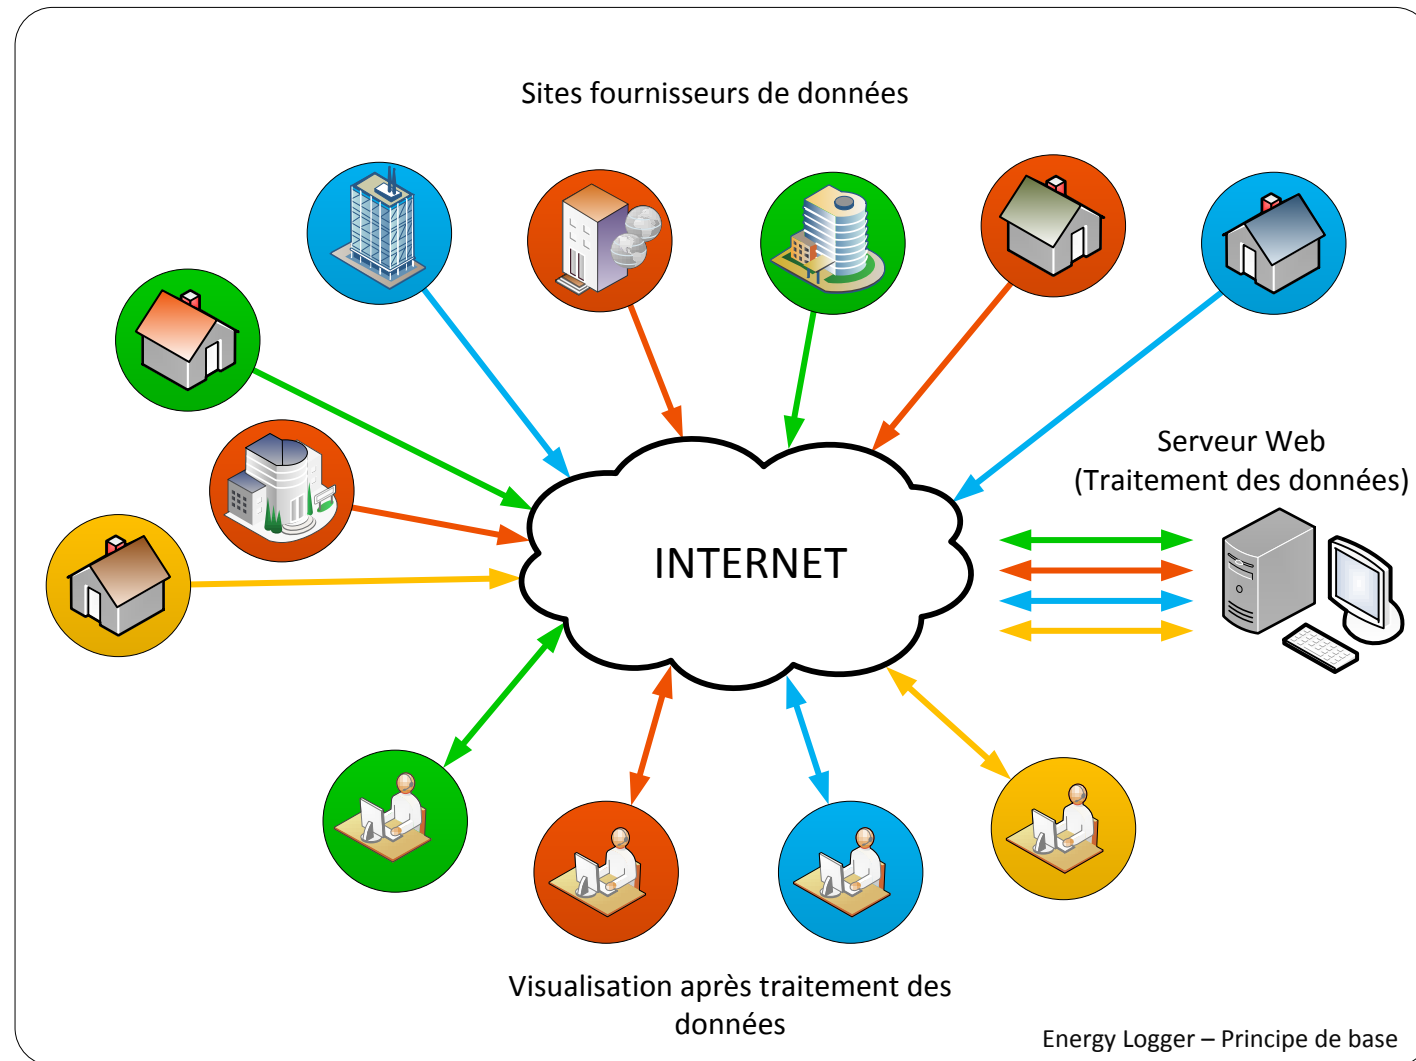 Sites fournisseurs de données
Serveur Web
(Traitement des données)
INTERNET
Visualisation après traitement des
données
Energy Logger – Principe de base